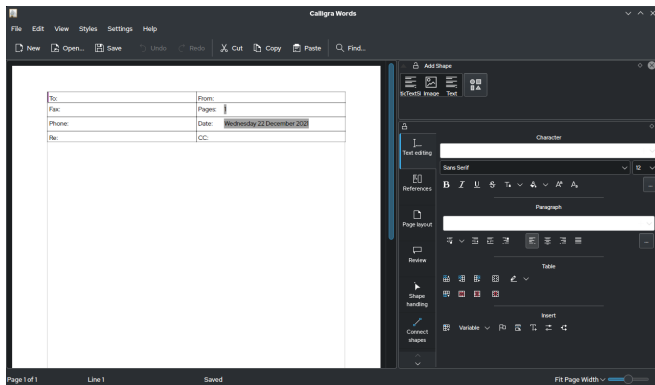 Calligra Words
File Edit View Styles Settings Help
New Open... Save Undo Redo Cut Copy Paste Find...
Add Shape
Image Text
To: From:
Fax: Pages: 1
Phone: Date: Wednesday 22 December 2021
Re: CC:
Character
Text editing
Sans Serif 12
References
Paragraph
Page layout
Review
Table
Shape
handling
Insert
Variable
Connect
shapes
Page 1 of 1 Line 1 Saved Fit Page Width